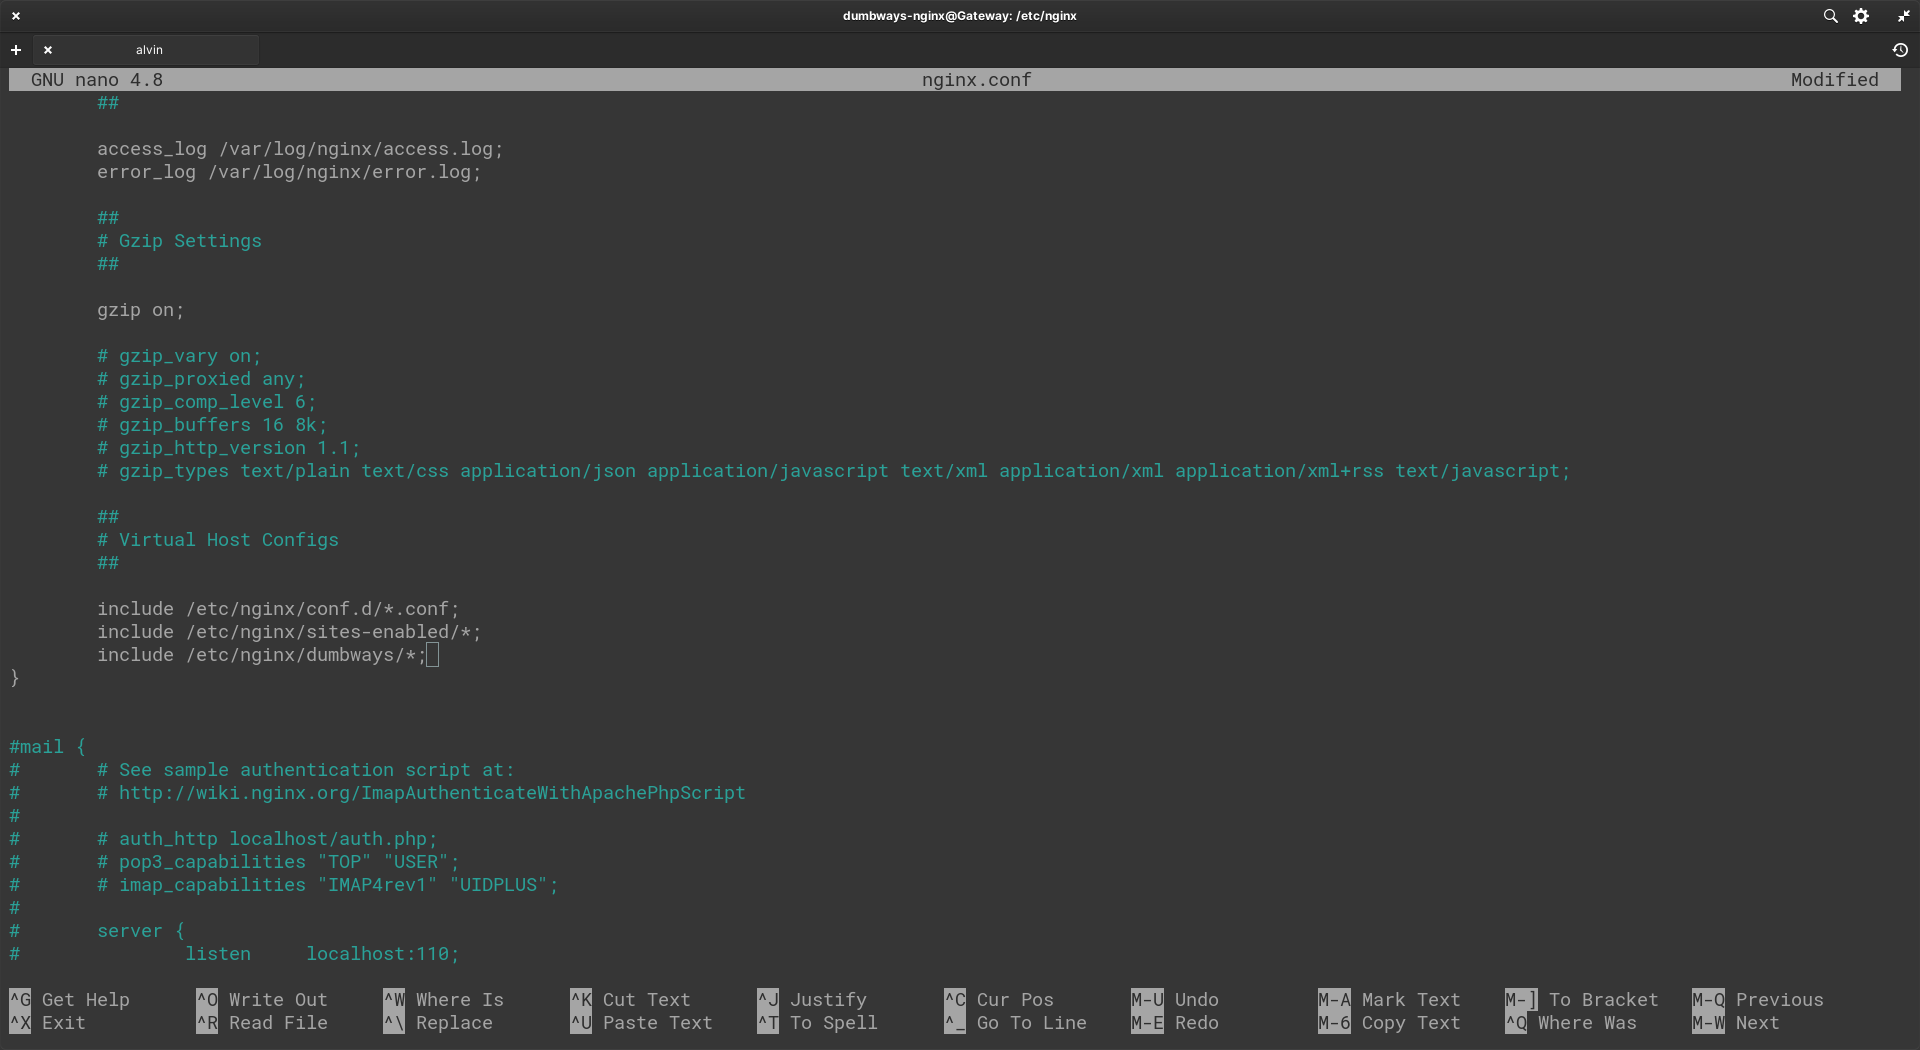 dumbways-nginx@Gateway: /etc/nginx
alvin
GNU nano 4.8 nginx.conf Modified
##
access_log /var/log/nginx/access.log;
error_log /var/log/nginx/error.log;
##
# Gzip Settings
##
gzip on;
# gzip_vary on;
# gzip_proxied any;
# gzip_comp_level 6;
# gzip_buffers 16 8k;
# gzip_http_version 1.1;
# gzip_types text/plain text/css application/json application/javascript text/xml application/xml application/xml+rss text/javascript;
##
# Virtual Host Configs
##
include /etc/nginx/conf.d/*.conf;
include /etc/nginx/sites-enabled/*;
include /etc/nginx/dumbways/*;
}
#mail {
#       # See sample authentication script at:
#       # http://wiki.nginx.org/ImapAuthenticateWithApachePhpScript
#
#       # auth_http localhost/auth.php;
#       # pop3_capabilities "TOP" "USER";
#       # imap_capabilities "IMAP4rev1" "UIDPLUS";
#
#       server {
#               listen     localhost:110;
^G Get Help ^O Write Out ^W Where Is ^K Cut Text ^J Justify ^C Cur Pos M-U Undo M-A Mark Text M-] To Bracket M-Q Previous
^X Exit ^R Read File ^\ Replace ^U Paste Text ^T To Spell ^_ Go To Line M-E Redo M-6 Copy Text ^Q Where Was M-W Next